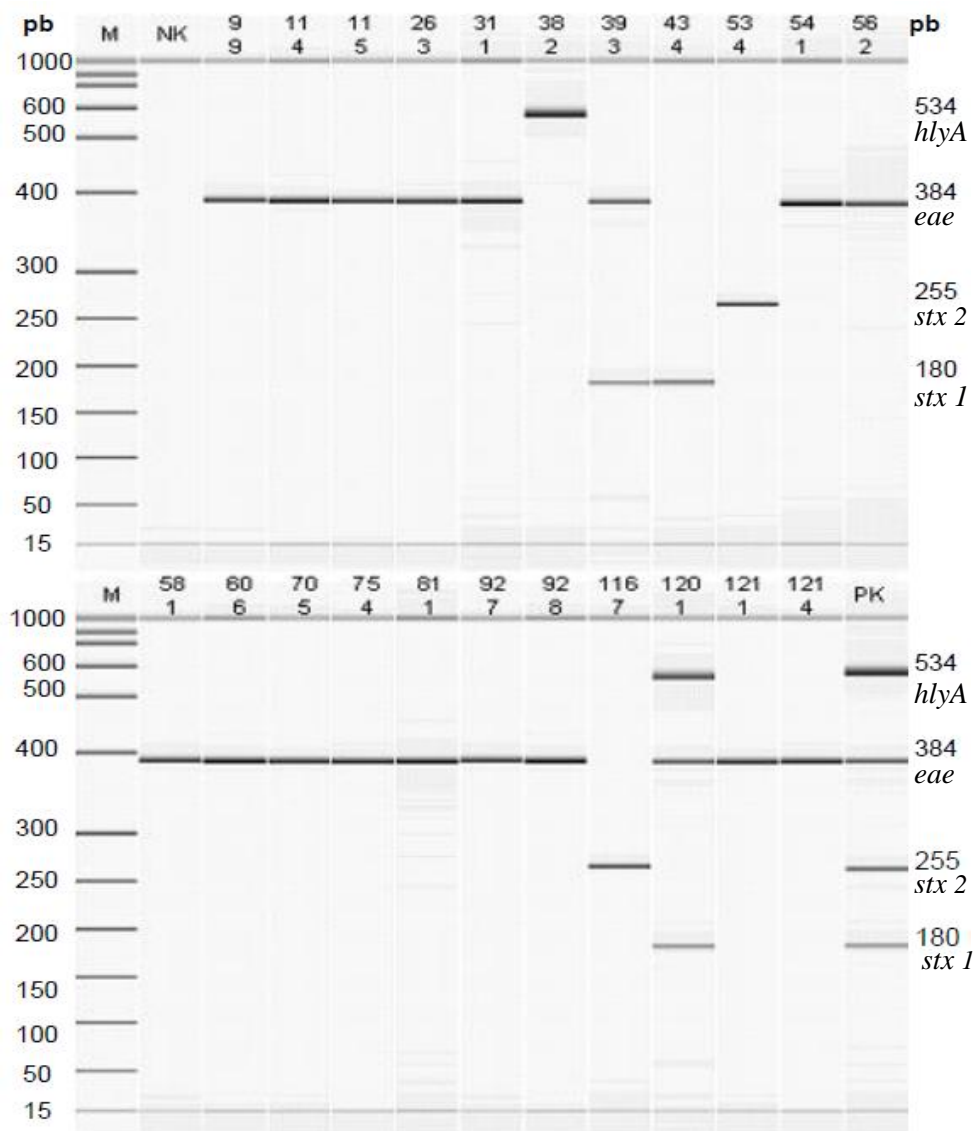 pb M NK 9 11 11 26 31 38 39 43 53 54 56 pb
9 4 5 3 1 2 3 4 4 1 2
1000
600 534
hlyA
500
400 384
eae
300
255
250 stx 2
200 180
stx 1
150
100
50
15
M 58 60 70 75 81 92 92 116 120 121 121 PK
1 6 5 4 1 7 8 7 1 1 4
1000
600 534
500 hlyA
400 384
eae
300
255
250 stx 2
200 180
stx 1
150
100
50
15